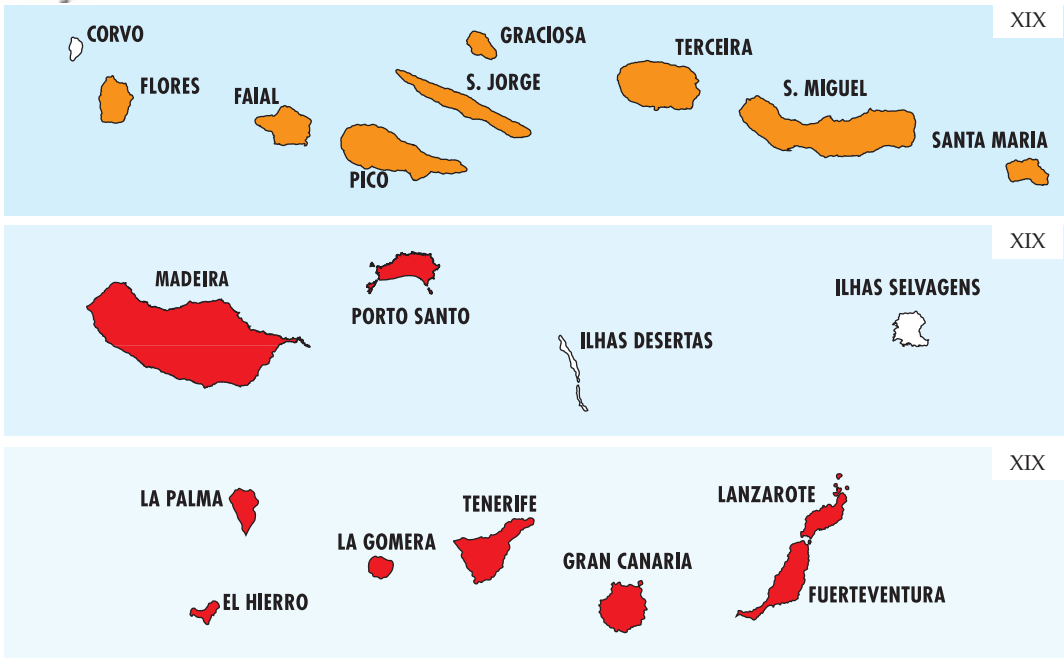 XIX
CORVO
GRACIOSA
TERCEIRA
FLORES
S. JORGE
S. MIGUEL
FAIAL
SANTA MARIA
PICO
XIX
MADEIRA
ILHAS SELVAGENS
PORTO SANTO
ILHAS DESERTAS
XIX
LA PALMA
TENERIFE
LANZAROTE
LA GOMERA
GRAN CANARIA
EL HIERRO
FUERTEVENTURA